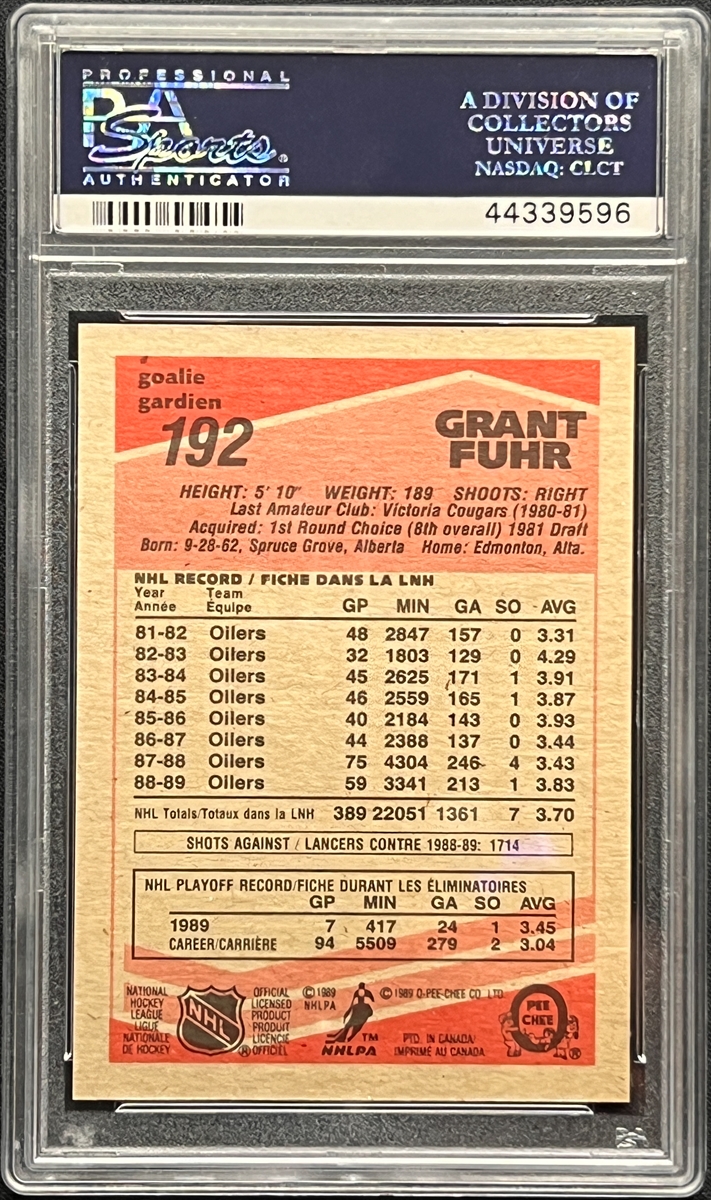 PROFESSIONAL
PSA
Sports®
AUTHENTICATOR
A DIVISION OF
COLLECTORS
UNIVERSE
NASDAQ: CLCT
44339596
goalie
gardien
192
GRANT
FUHR
HEIGHT: 5' 10" WEIGHT: 189 SHOOTS: RIGHT
Last Amateur Club: Victoria Cougars (1980-81)
Acquired: 1st Round Choice (8th overall) 1981 Draft
Born: 9-28-62, Spruce Grove, Alberta Home: Edmonton, Alta.
NHL RECORD / FICHE DANS LA LNH
Year Team
Année Équipe GP MIN GA SO AVG
81-82 Oilers 48 2847 157 0 3.31
82-83 Oilers 32 1803 129 0 4.29
83-84 Oilers 45 2625 171 1 3.91
84-85 Oilers 46 2559 165 1 3.87
85-86 Oilers 40 2184 143 0 3.93
86-87 Oilers 44 2388 137 0 3.44
87-88 Oilers 75 4304 246 4 3.43
88-89 Oilers 59 3341 213 1 3.83
NHL Totals/Totaux dans la LNH 389 22051 1361 7 3.70
SHOTS AGAINST / LANCERS CONTRE 1988-89: 1714
NHL PLAYOFF RECORD/FICHE DURANT LES ÉLIMINATOIRES
GP MIN GA SO AVG
1989 7 417 24 1 3.45
CAREER/CARRIÈRE 94 5509 279 2 3.04
NATIONAL
HOCKEY
LEAGUE
LIGUE
NATIONALE
DE HOCKEY
NHL
®
OFFICIAL
LICENSED
PRODUCT
PRODUIT
LICENCIÉ
OFFICIEL
© 1989
NHLPA
TM
NHLPA
© 1989 O-PEE-CHEE CO. LTD.
PTD. IN CANADA/
IMPRIMÉ AU CANADA
PEE
CHEE
®
PSA